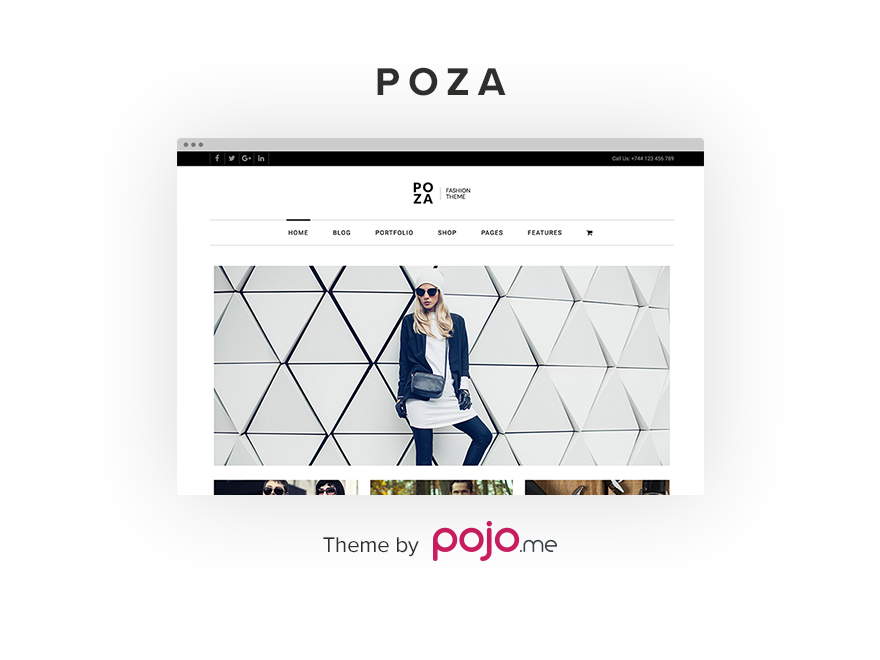 POZA
f G+ in
Call Us: +744 123 456 789
PO
ZA
FASHION
THEME
HOME BLOG PORTFOLIO SHOP PAGES FEATURES
Theme by pojo.me